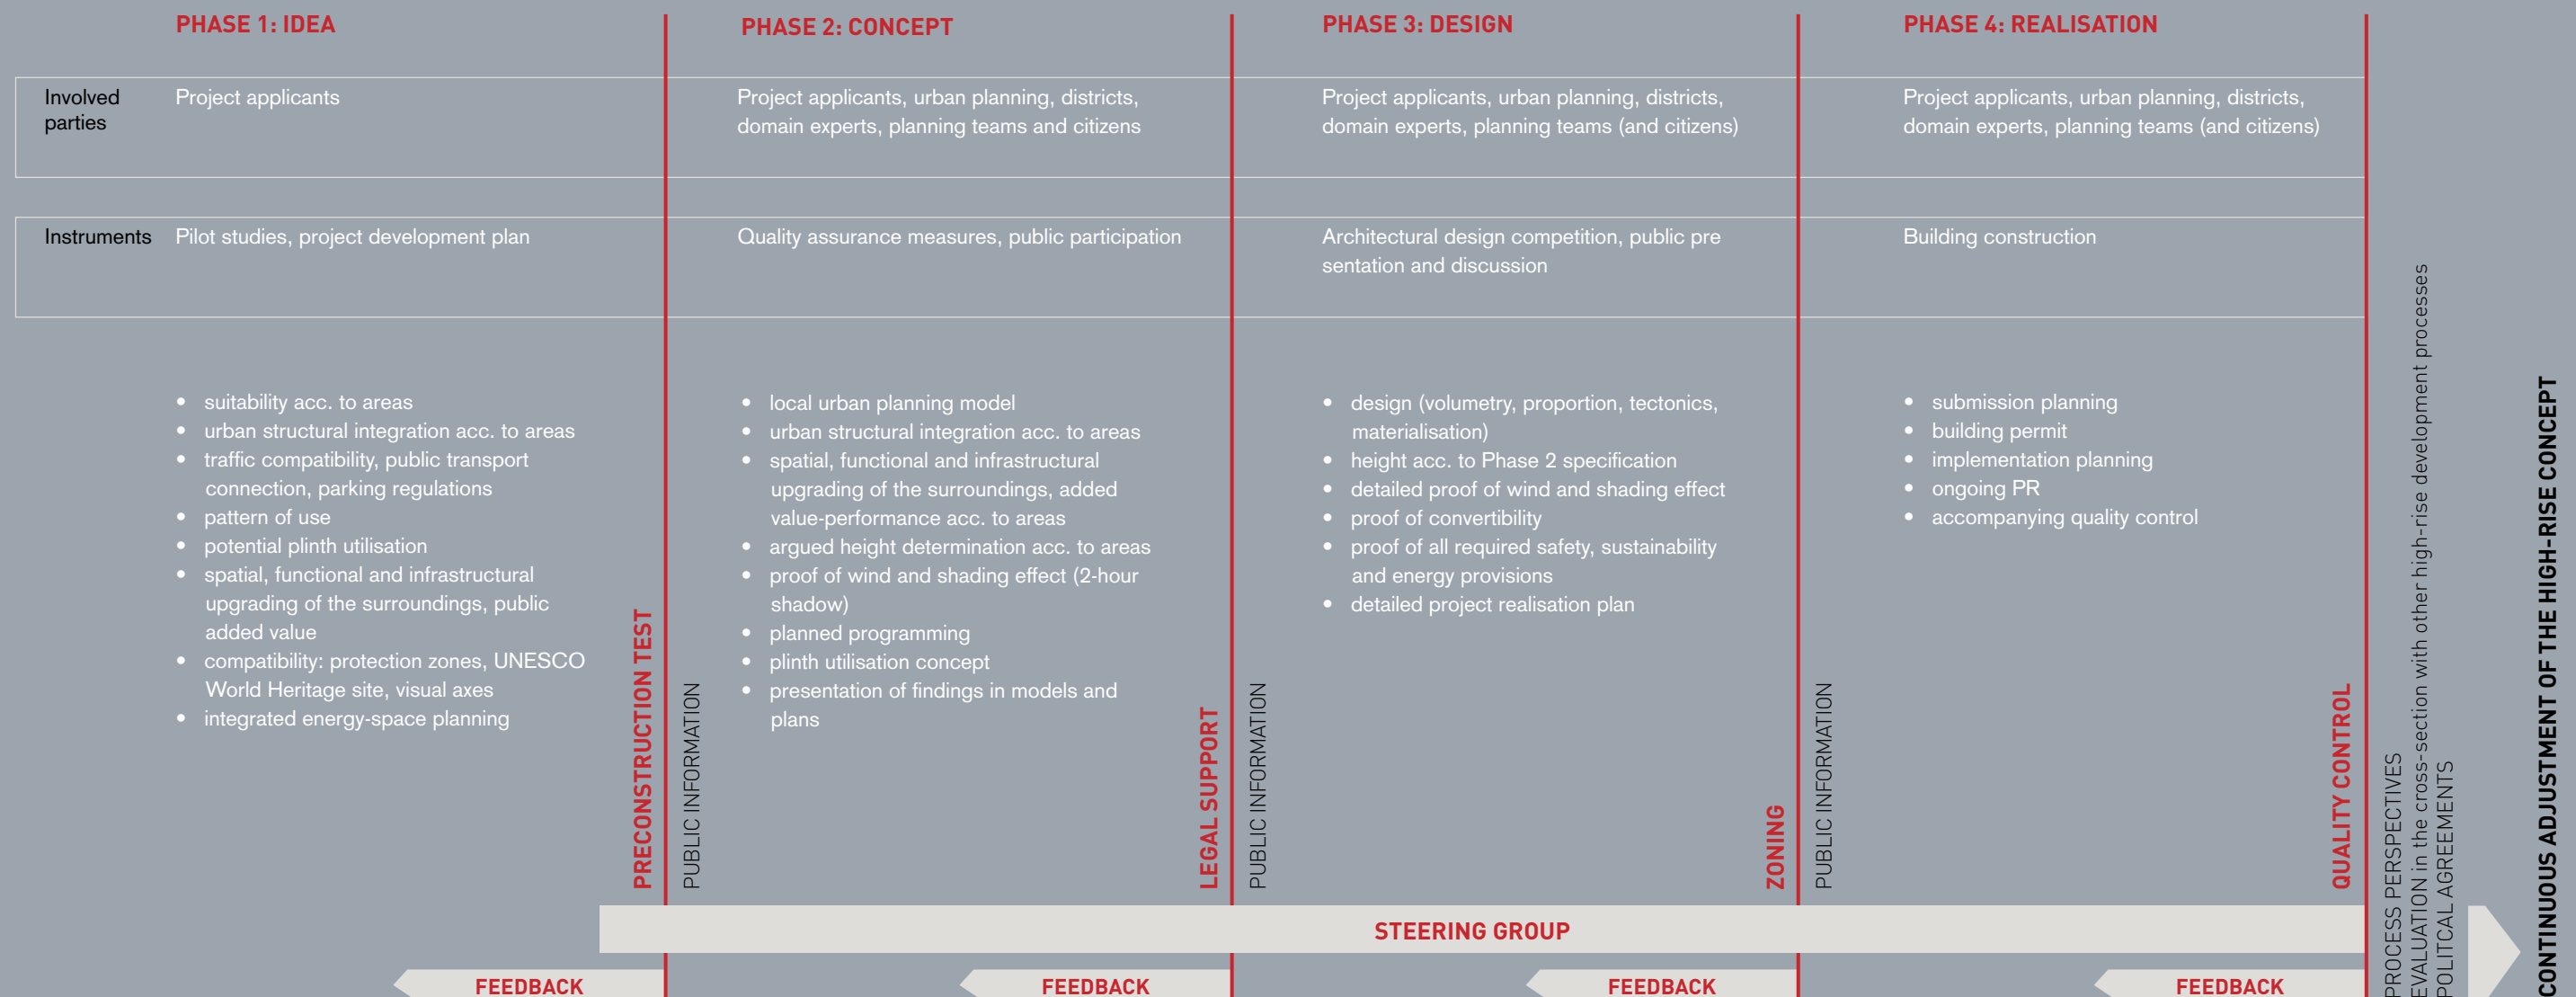 PHASE 1: IDEA
PHASE 2: CONCEPT
PHASE 3: DESIGN
PHASE 4: REALISATION
Involved
parties
Project applicants
Project applicants, urban planning, districts,
domain experts, planning teams and citizens
Project applicants, urban planning, districts,
domain experts, planning teams (and citizens)
Project applicants, urban planning, districts,
domain experts, planning teams (and citizens)
Instruments
Pilot studies, project development plan
Quality assurance measures, public participation
Architectural design competition, public pre
sentation and discussion
Building construction
• suitability acc. to areas
• urban structural integration acc. to areas
• traffic compatibility, public transport
connection, parking regulations
• pattern of use
• potential plinth utilisation
• spatial, functional and infrastructural
upgrading of the surroundings, public
added value
• compatibility: protection zones, UNESCO
World Heritage site, visual axes
• integrated energy-space planning
PRECONSTRUCTION TEST
PUBLIC INFORMATION
• local urban planning model
• urban structural integration acc. to areas
• spatial, functional and infrastructural
upgrading of the surroundings, added
value-performance acc. to areas
• argued height determination acc. to areas
• proof of wind and shading effect (2-hour
shadow)
• planned programming
• plinth utilisation concept
• presentation of findings in models and
plans
LEGAL SUPPORT
PUBLIC INFORMATION
• design (volumetry, proportion, tectonics,
materialisation)
• height acc. to Phase 2 specification
• detailed proof of wind and shading effect
• proof of convertibility
• proof of all required safety, sustainability
and energy provisions
• detailed project realisation plan
ZONING
PUBLIC INFORMATION
• submission planning
• building permit
• implementation planning
• ongoing PR
• accompanying quality control
QUALITY CONTROL
PROCESS PERSPECTIVES
EVALUATION in the cross-section with other high-rise development processes
POLITCAL AGREEMENTS
CONTINUOUS ADJUSTMENT OF THE HIGH-RISE CONCEPT
STEERING GROUP
FEEDBACK
FEEDBACK
FEEDBACK
FEEDBACK